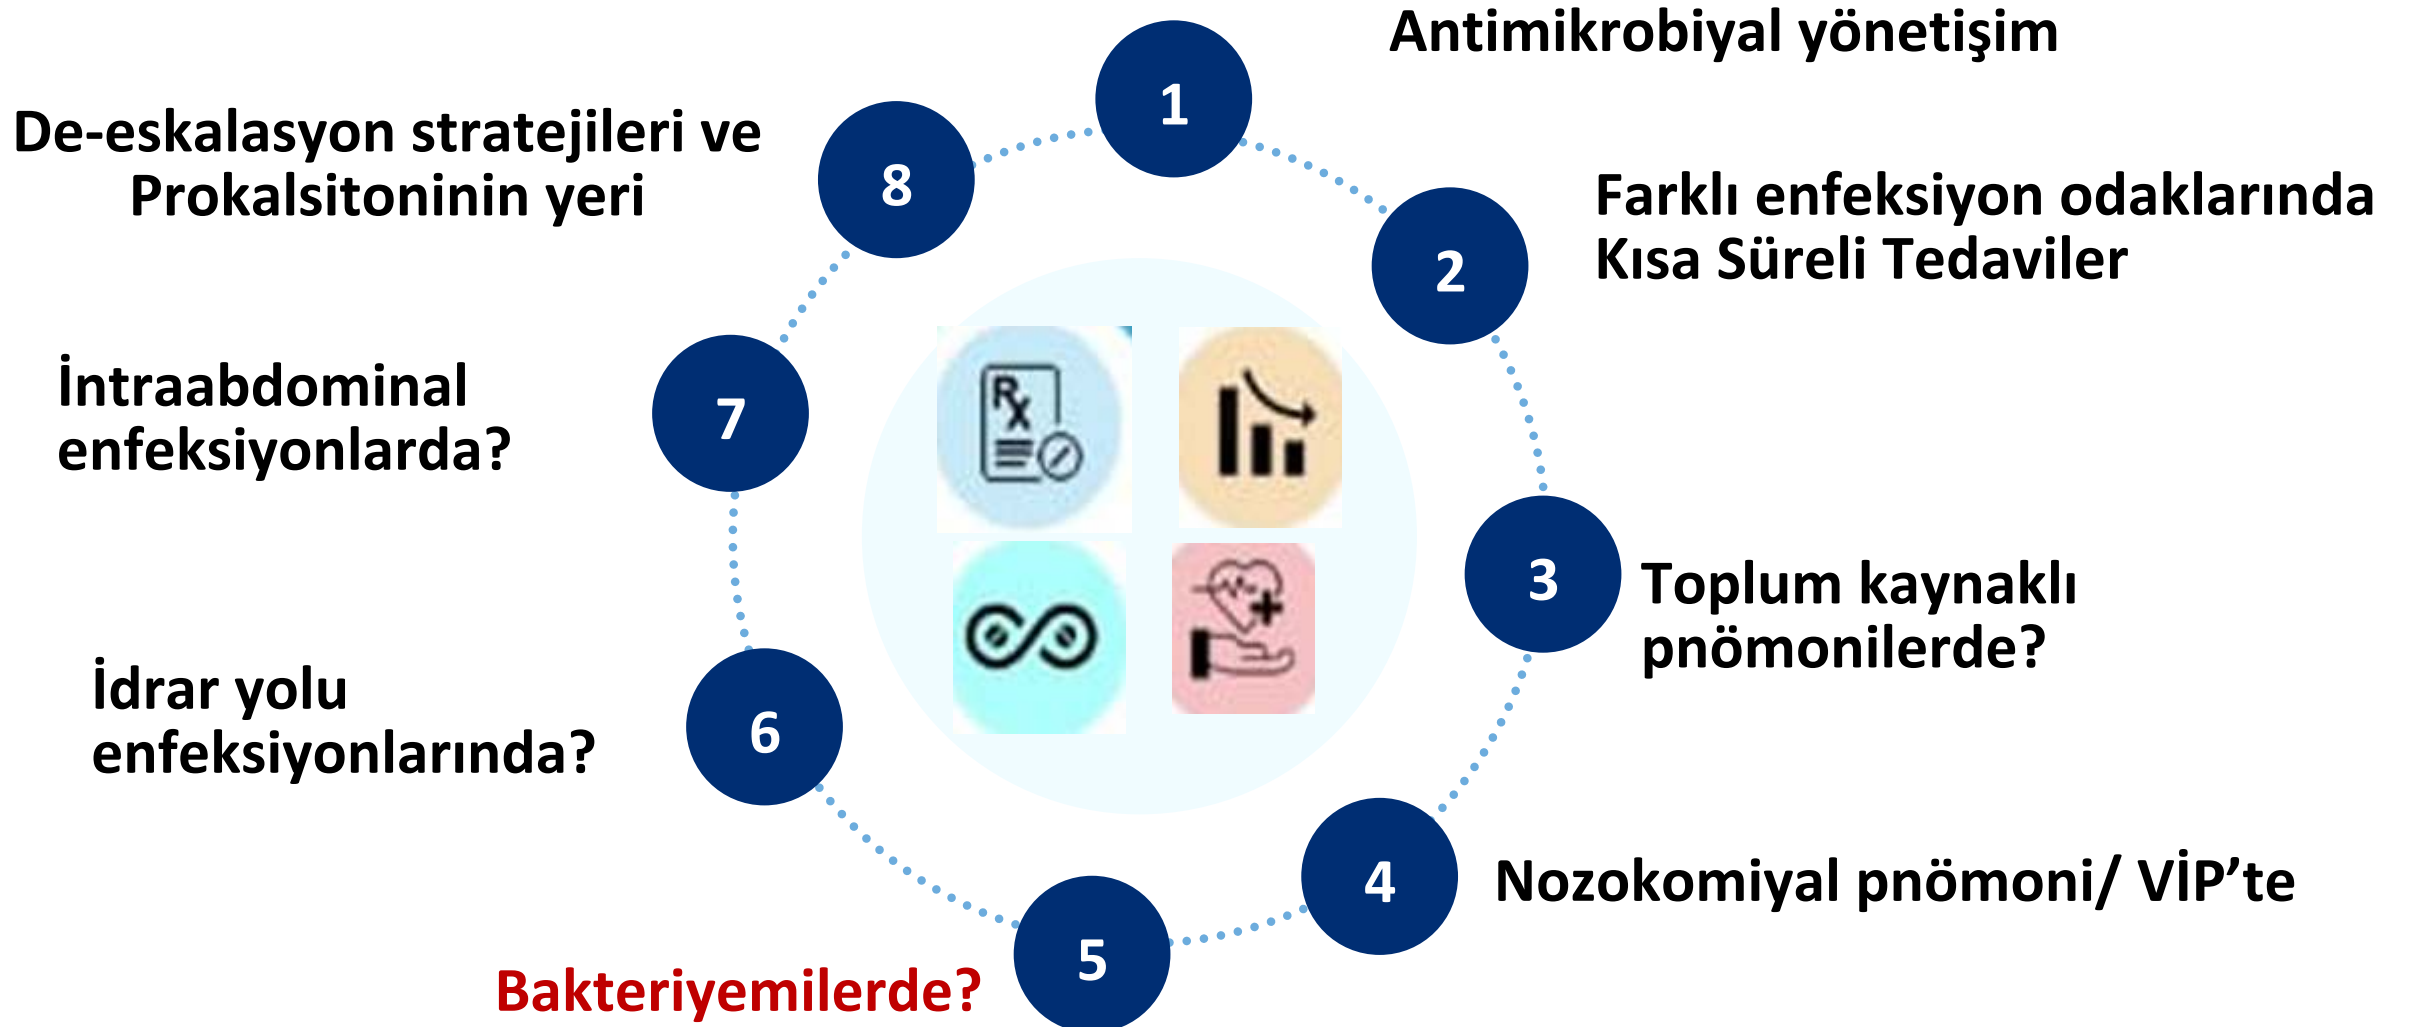 1
Antimikrobiyal yönetişim
2
Farklı enfeksiyon odaklarında
Kısa Süreli Tedaviler
3
Toplum kaynaklı
pnömonilerde?
4
Nozokomiyal pnömoni/ VİP’te
5
Bakteriyemilerde?
6
İdrar yolu
enfeksiyonlarında?
7
İntraabdominal
enfeksiyonlarda?
8
De-eskalasyon stratejileri ve
Prokalsitoninin yeri
Rx